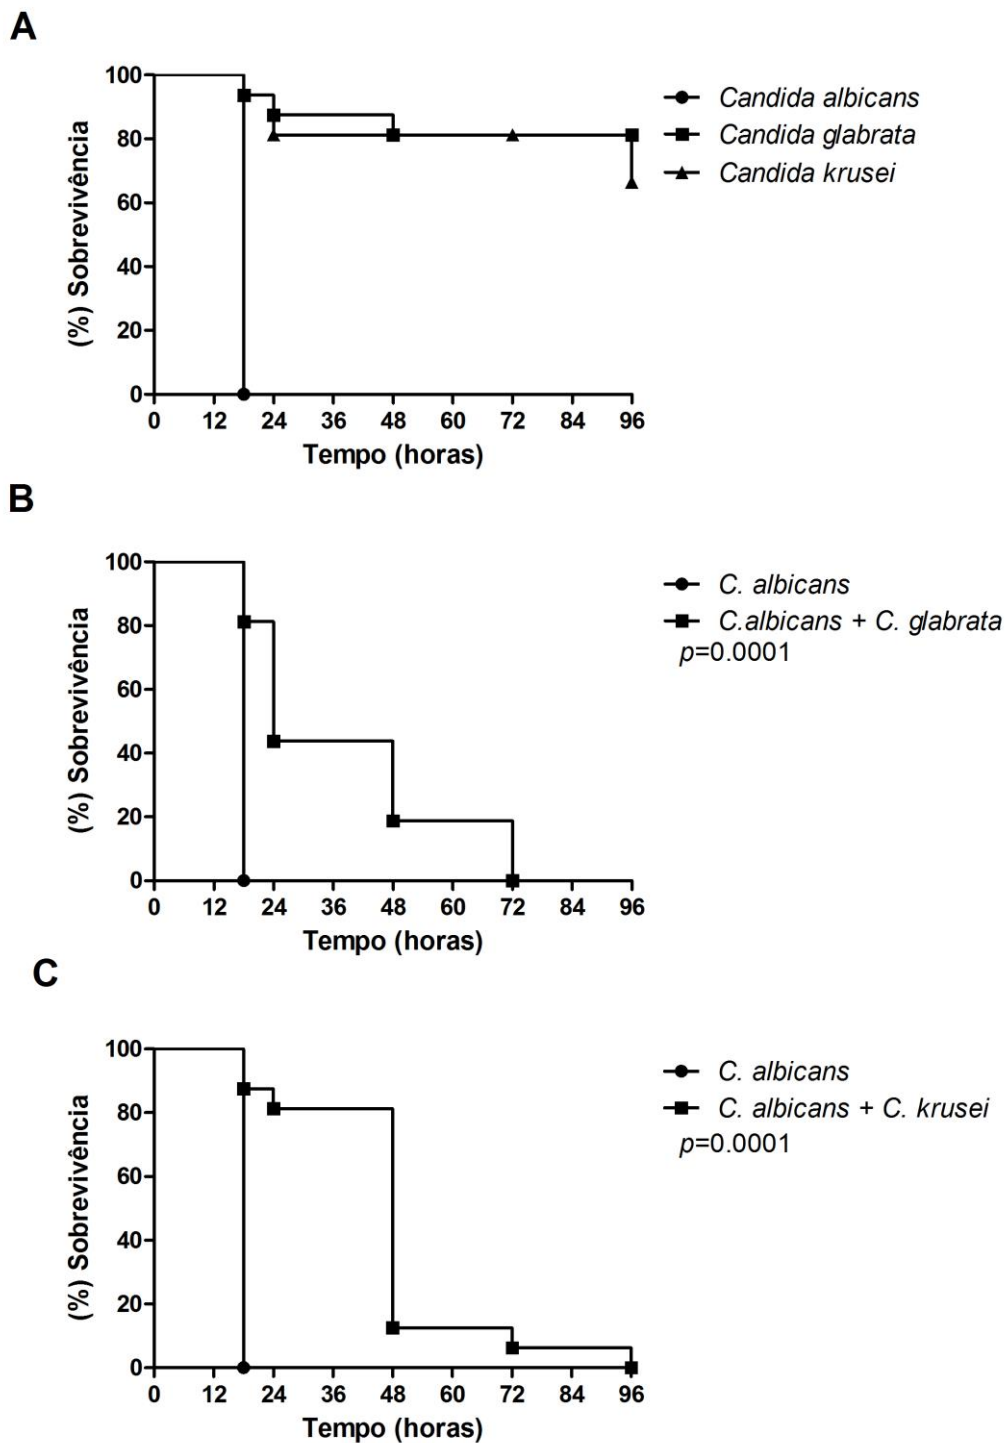 A
100
80
60
40
20
0
(%) Sobrevivência
0 12 24 36 48 60 72 84 96
Tempo (horas)
Candida albicans
Candida glabrata
Candida krusei
B
100
80
60
40
20
0
(%) Sobrevivência
0 12 24 36 48 60 72 84 96
Tempo (horas)
C. albicans
C.albicans + C. glabrata
p=0.0001
C
100
80
60
40
20
0
(%) Sobrevivência
0 12 24 36 48 60 72 84 96
Tempo (horas)
C. albicans
C. albicans + C. krusei
p=0.0001